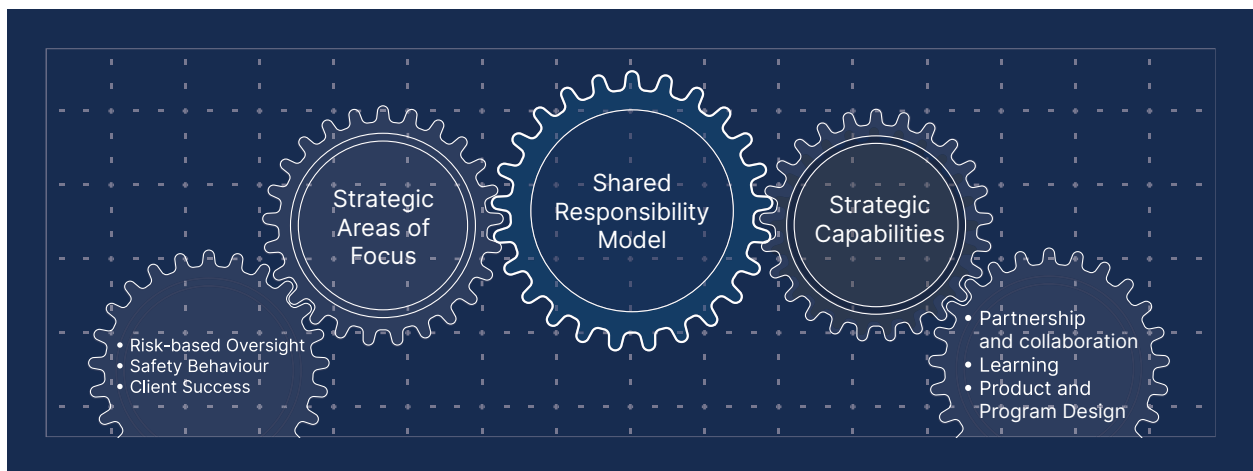 Strategic
Areas of
Focus
Shared
Responsibility
Model
Strategic
Capabilities
• Risk-based Oversight
• Safety Behaviour
• Client Success
• Partnership
and collaboration
• Learning
• Product and
Program Design